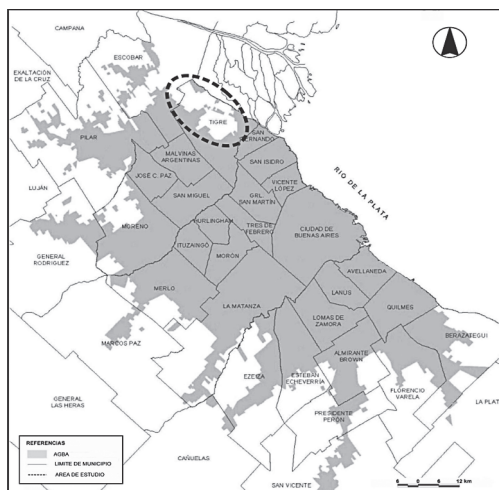 CAMPANA
ESCOBAR
EXALTACIÓN
DE LA CRUZ
TIGRE
SAN
FERNANDO
PILAR
MALVINAS
ARGENTINAS
SAN ISIDRO
RIO DE LA PLATA
JOSÉ C. PAZ
VICENTE
LÓPEZ
LUJÁN
SAN MIGUEL
GRL.
SAN MARTÍN
HURLINGHAM
TRES DE
FEBRERO
CIUDAD DE
BUENOS AIRES
MORENO
GENERAL
RODRIGUEZ
ITUZAINGÓ
MORÓN
AVELLANEDA
MERLO
LANUS
LA MATANZA
QUILMES
LOMAS DE
ZAMORA
BERAZATEGUI
MARCOS PAZ
ALMIRANTE
BROWN
EZEIZA
ESTEBAN
ECHEVERRÍA
FLORENCIO
VARELA
LA PLATA
GENERAL
LAS HERAS
PRESIDENTE
PERÓN
CAÑUELAS
SAN VICENTE
REFERENCIAS
AGBA
LIMITE DE MUNICIPIO
AREA DE ESTUDIO
6 0 6 12 km